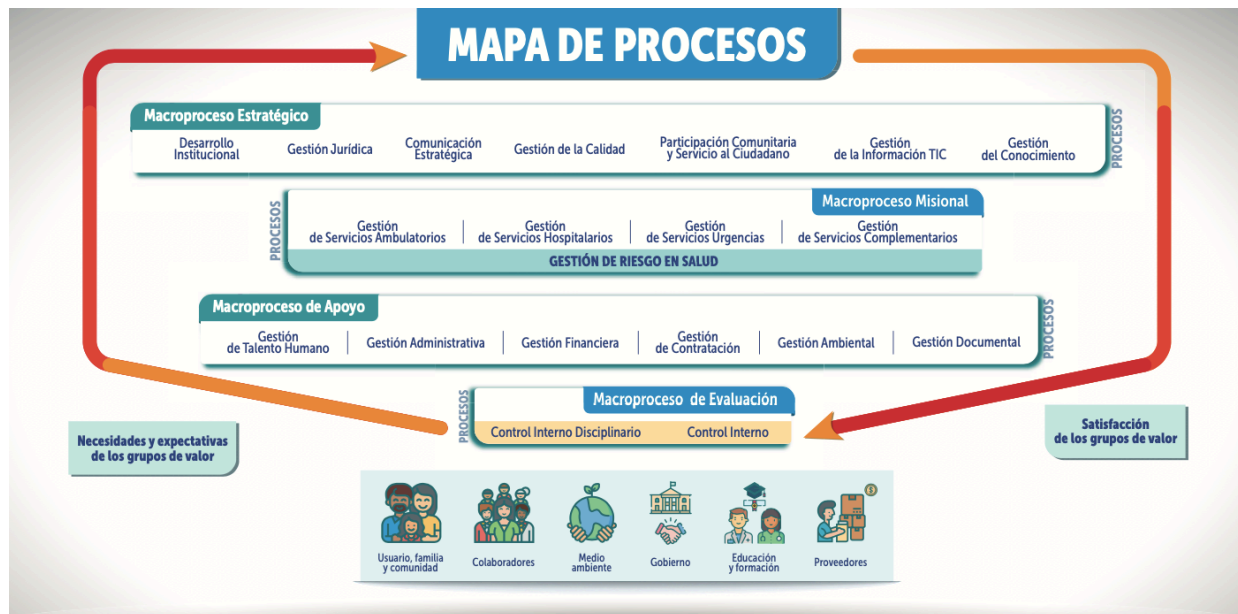 MAPA DE PROCESOS
Macroproceso Estratégico
Desarrollo
Institucional
Gestión Jurídica
Comunicación
Estratégica
Gestión de la Calidad
Participación Comunitaria
y Servicio al Ciudadano
Gestión
de la Información TIC
Gestión
del Conocimiento
PROCESOS
Macroproceso Misional
PROCESOS
Gestión
de Servicios Ambulatorios
Gestión
de Servicios Hospitalarios
Gestión
de Servicios Urgencias
Gestión
de Servicios Complementarios
GESTIÓN DE RIESGO EN SALUD
Macroproceso de Apoyo
Gestión
de Talento Humano
Gestión Administrativa
Gestión Financiera
Gestión
de Contratación
Gestión Ambiental
Gestión Documental
PROCESOS
Macroproceso de Evaluación
PROCESOS
Control Interno Disciplinario
Control Interno
Necesidades y expectativas
de los grupos de valor
Satisfacción
de los grupos de valor
Usuario, familia
y comunidad
Colaboradores
Medio
ambiente
Gobierno
Educación
y formación
Proveedores